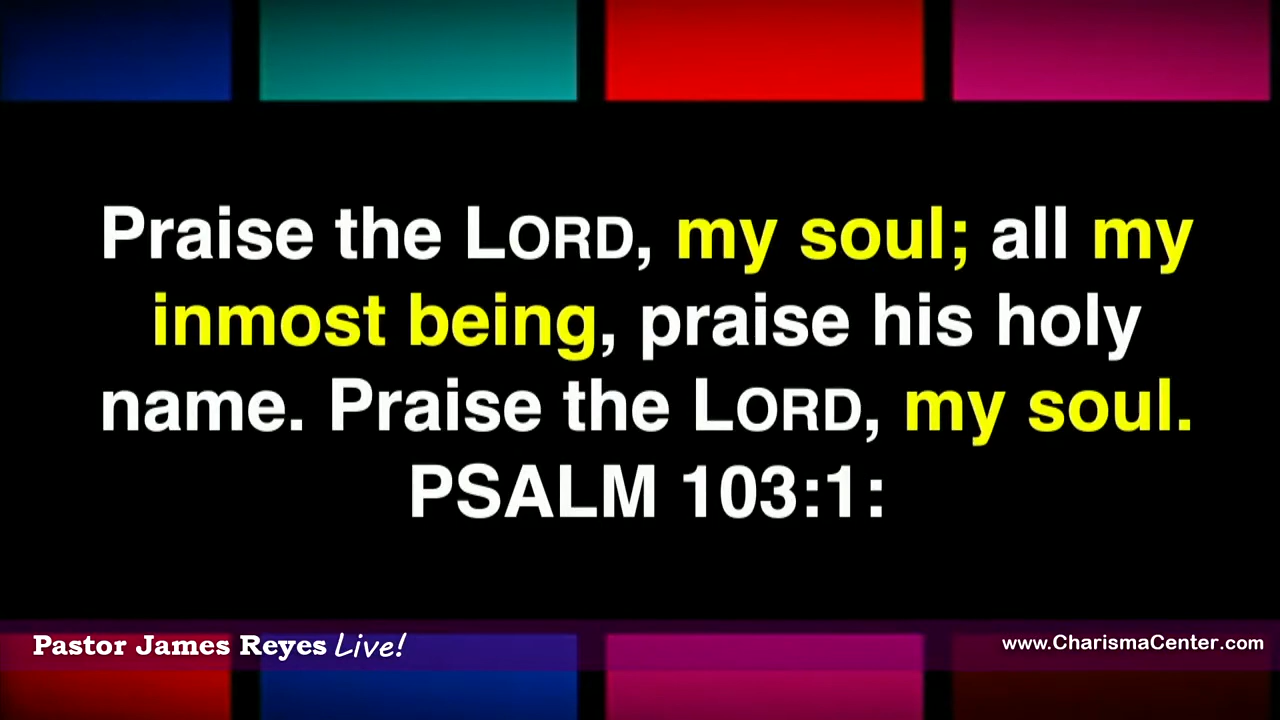 Praise the LORD, my soul; all my
inmost being, praise his holy
name. Praise the LORD, my soul.
PSALM 103:1:
Pastor James Reyes Live!
www.CharismaCenter.com